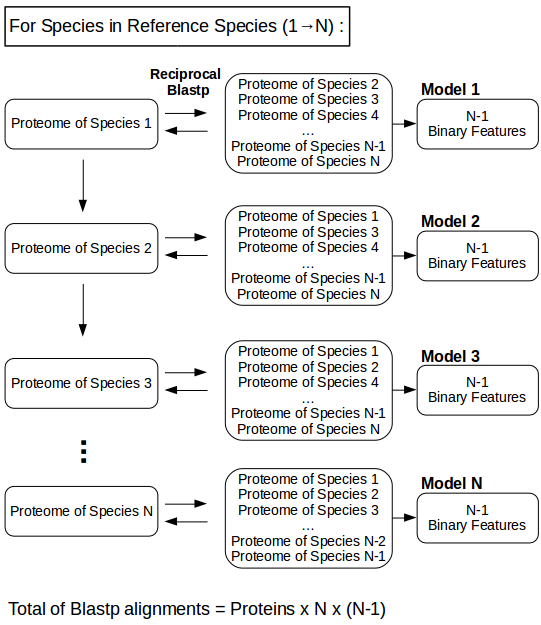 For Species in Reference Species (1→N) :
Reciprocal
Blastp
Proteome of Species 1
Proteome of Species 2
Proteome of Species 3
Proteome of Species 4
...
Proteome of Species N-1
Proteome of Species N
Model 1
N-1
Binary Features
Proteome of Species 2
Proteome of Species 1
Proteome of Species 3
Proteome of Species 4
...
Proteome of Species N-1
Proteome of Species N
Model 2
N-1
Binary Features
Proteome of Species 3
Proteome of Species 1
Proteome of Species 2
Proteome of Species 4
...
Proteome of Species N-1
Proteome of Species N
Model 3
N-1
Binary Features
Proteome of Species N
Proteome of Species 1
Proteome of Species 2
Proteome of Species 3
...
Proteome of Species N-2
Proteome of Species N-1
Model N
N-1
Binary Features
Total of Blastp alignments = Proteins x N x (N-1)